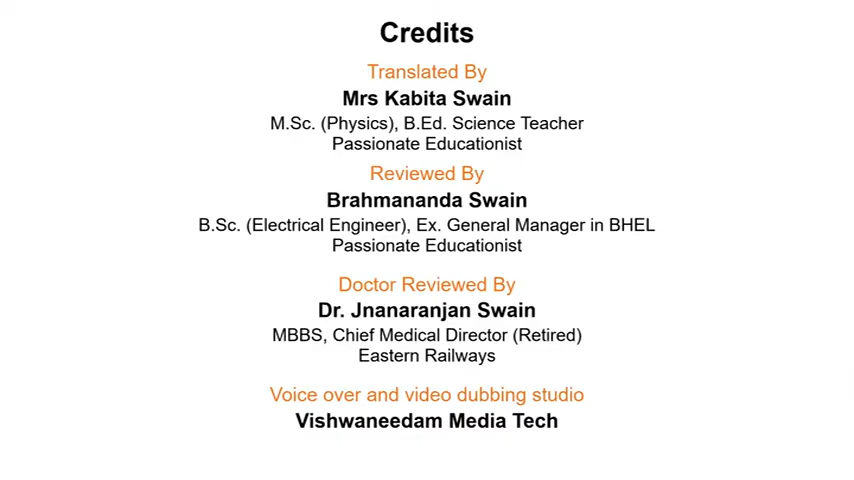 Credits
Translated By
Mrs Kabita Swain
M.Sc. (Physics), B.Ed. Science Teacher
Passionate Educationist
Reviewed By
Brahmananda Swain
B.Sc. (Electrical Engineer), Ex. General Manager in BHEL
Passionate Educationist
Doctor Reviewed By
Dr. Jnanaranjan Swain
MBBS, Chief Medical Director (Retired)
Eastern Railways
Voice over and video dubbing studio
Vishwaneedam Media Tech